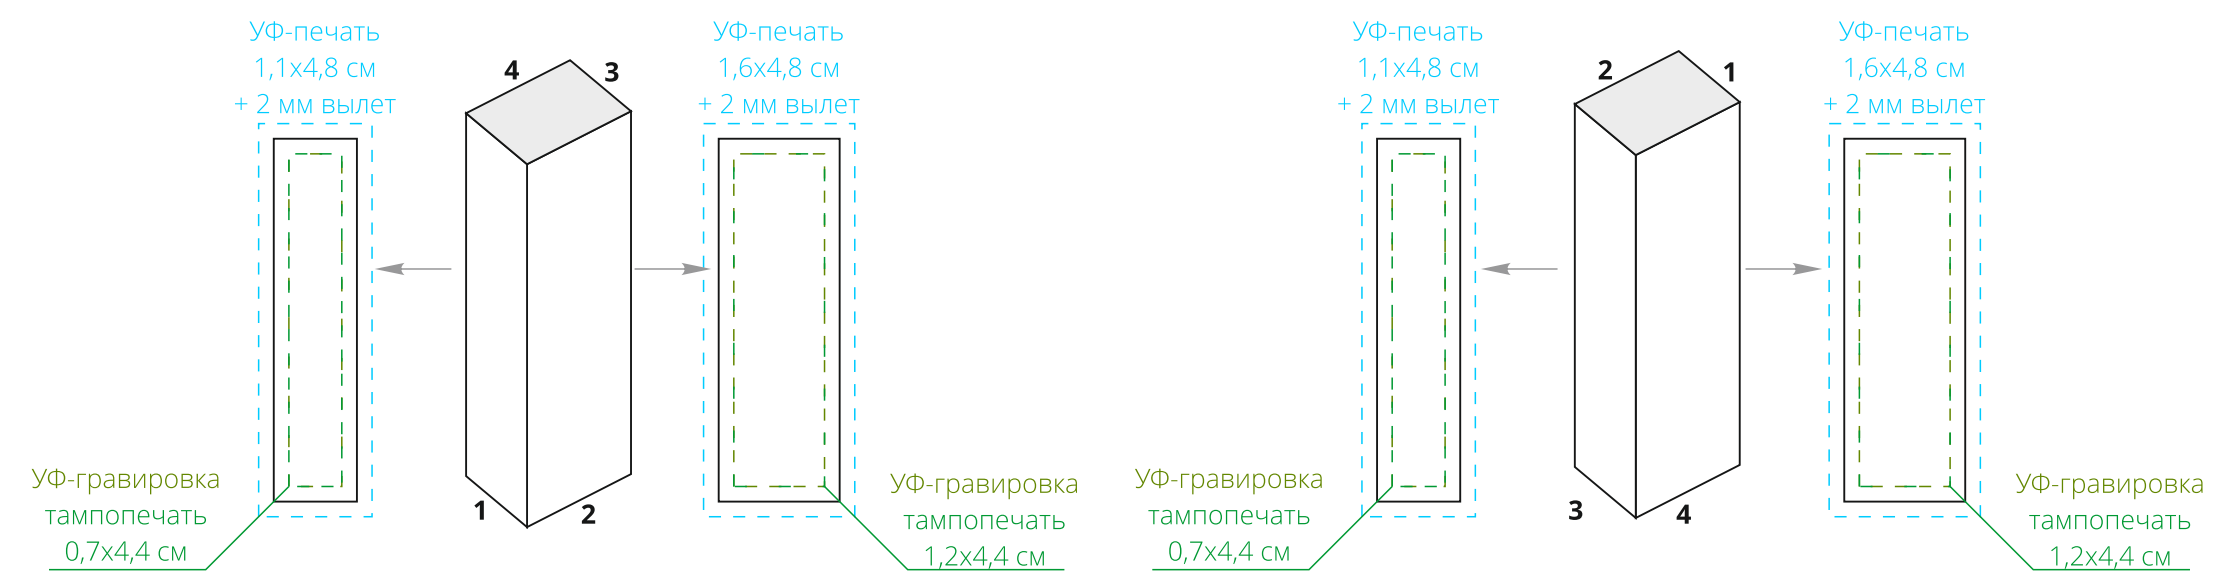 УФ-печать
1,1х4,8 см
+ 2 мм вылет
4
3
УФ-печать
1,6х4,8 см
+ 2 мм вылет
1
2
УФ-гравировка
тампопечать
0,7х4,4 см
УФ-гравировка
тампопечать
1,2х4,4 см
УФ-печать
1,1х4,8 см
+ 2 мм вылет
2
1
УФ-печать
1,6х4,8 см
+ 2 мм вылет
3
4
УФ-гравировка
тампопечать
0,7х4,4 см
УФ-гравировка
тампопечать
1,2х4,4 см